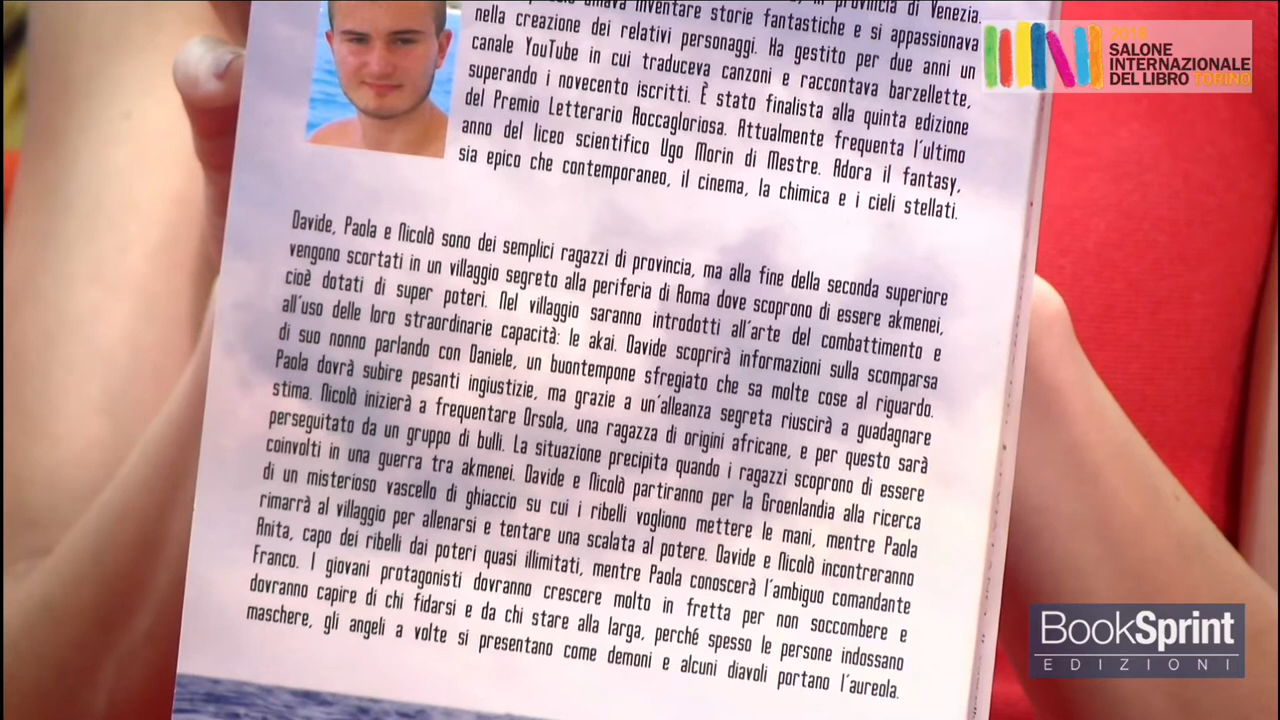 in provincia di Venezia.
inventare storie fantastiche e si appassionava
nella creazione dei relativi personaggi. Ha gestito per due anni un
canale YouTube in cui traduceva canzoni e raccontava barzellette,
superando i novecento iscritti. È stato finalista alla quinta edizione
del Premio Letterario Roccagloriosa. Attualmente frequenta l'ultimo
anno del liceo scientifico Ugo Morin di Mestre. Adora il fantasy,
sia epico che contemporaneo, il cinema, la chimica e i cieli stellati.
Davide, Paola e Nicolò sono dei semplici ragazzi di provincia, ma alla fine della seconda superiore
vengono scortati in un villaggio segreto alla periferia di Roma dove scoprono di essere akmenei,
cioè dotati di super poteri. Nel villaggio saranno introdotti all'arte del combattimento e
all'uso delle loro straordinarie capacità: le akai. Davide scoprirà informazioni sulla scomparsa
di suo nonno parlando con Daniele, un buontempone sfregiato che sa molte cose al riguardo.
Paola dovrà subire pesanti ingiustizie, ma grazie a un'alleanza segreta riuscirà a guadagnare
stima. Nicolò inizierà a frequentare Orsola, una ragazza di origini africane, e per questo sarà
perseguitato da un gruppo di bulli. La situazione precipita quando i ragazzi scoprono di essere
coinvolti in una guerra tra akmenei. Davide e Nicolò partiranno per la Groenlandia alla ricerca
di un misterioso vascello di ghiaccio su cui i ribelli vogliono mettere le mani, mentre Paola
rimarrà al villaggio per allenarsi e tentare una scalata al potere. Davide e Nicolò incontreranno
Anita, capo dei ribelli dai poteri quasi illimitati, mentre Paola conoscerà l'ambiguo comandante
Franco. I giovani protagonisti dovranno crescere molto in fretta per non soccombere e
dovranno capire di chi fidarsi e da chi stare alla larga, perché spesso le persone indossano
maschere, gli angeli a volte si presentano come demoni e alcuni diavoli portano l'aureola.
2018
SALONE
INTERNAZIONALE
DEL LIBRO TORINO
BookSprint
EDIZIONI